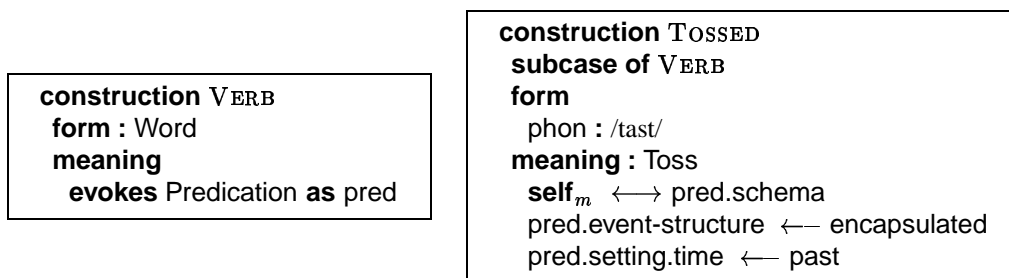 construction VERB
form : Word
meaning
evokes Predication as pred
construction TOSSED
subcase of VERB
form
phon : /tast/
meaning : Toss
selfₘ ⟷ pred.schema
pred.event-structure ⟵ encapsulated
pred.setting.time ⟵ past